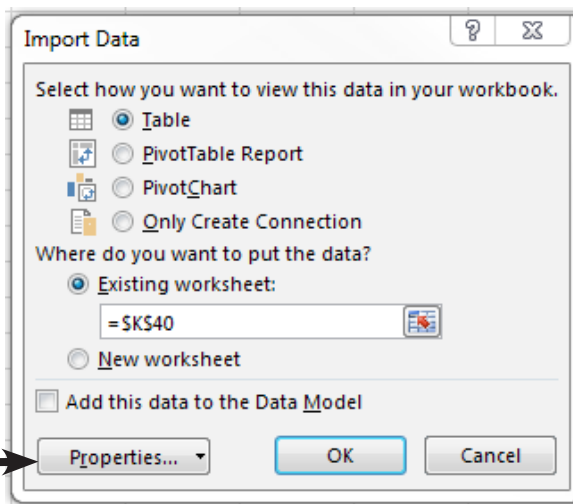 Import Data
Select how you want to view this data in your workbook.
Table
PivotTable Report
PivotChart
Only Create Connection
Where do you want to put the data?
Existing worksheet:
=$K$40
New worksheet
Add this data to the Data Model
Properties...
OK
Cancel